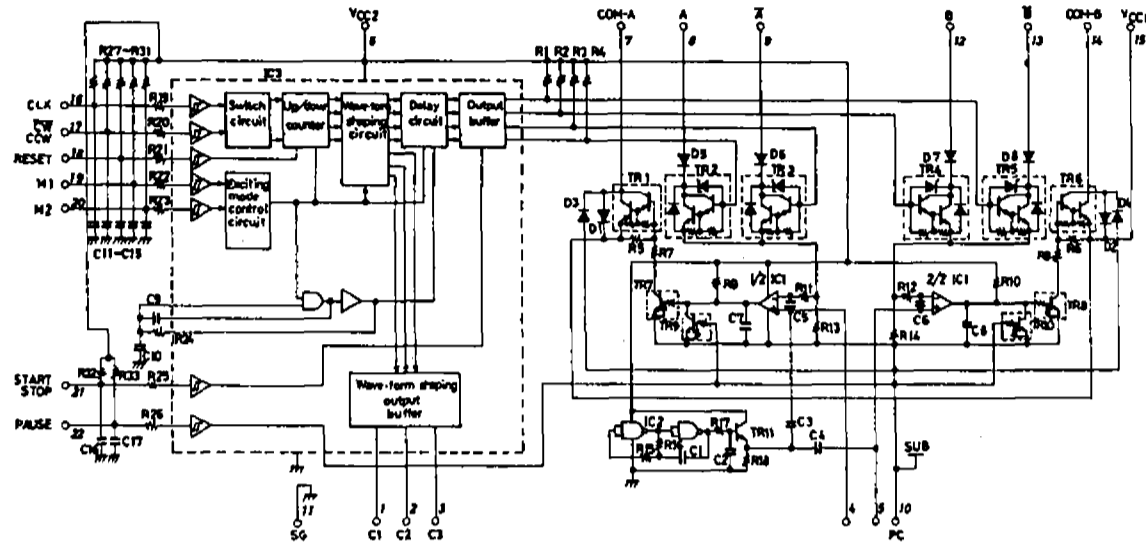 VCC2
6
COM-A
7
A
8
A
9
B
12
B
13
COM-B
14
VCC1
15
R27~R31
IC3
R1
R2
R3
R4
CLK
16
R19
CW
CCW
17
R20
RESET
18
R21
M1
19
R22
M2
20
R23
Switch
circuit
Up/down
counter
Wave-form
shaping
circuit
Delay
circuit
Output
buffer
Exciting
mode
control
circuit
C11-C15
D5
D6
D7
D8
TR1
TR2
TR3
TR4
TR5
TR6
D3
D1
D4
D2
R5
R6
R7
R8
TR7
TR8
R9
1/2 IC1
R11
C5
C7
R13
R12
2/2 IC1
R10
C6
C8
R14
C9
R24
C10
START
STOP
21
R32
R33
R25
PAUSE
22
R26
C16
C17
Wave-form shaping
output
buffer
IC2
R15
R16
C1
R17
C2
TR11
R18
C3
C4
SUB
SG
11
C1
1
C2
2
C3
3
4
5
PC
10